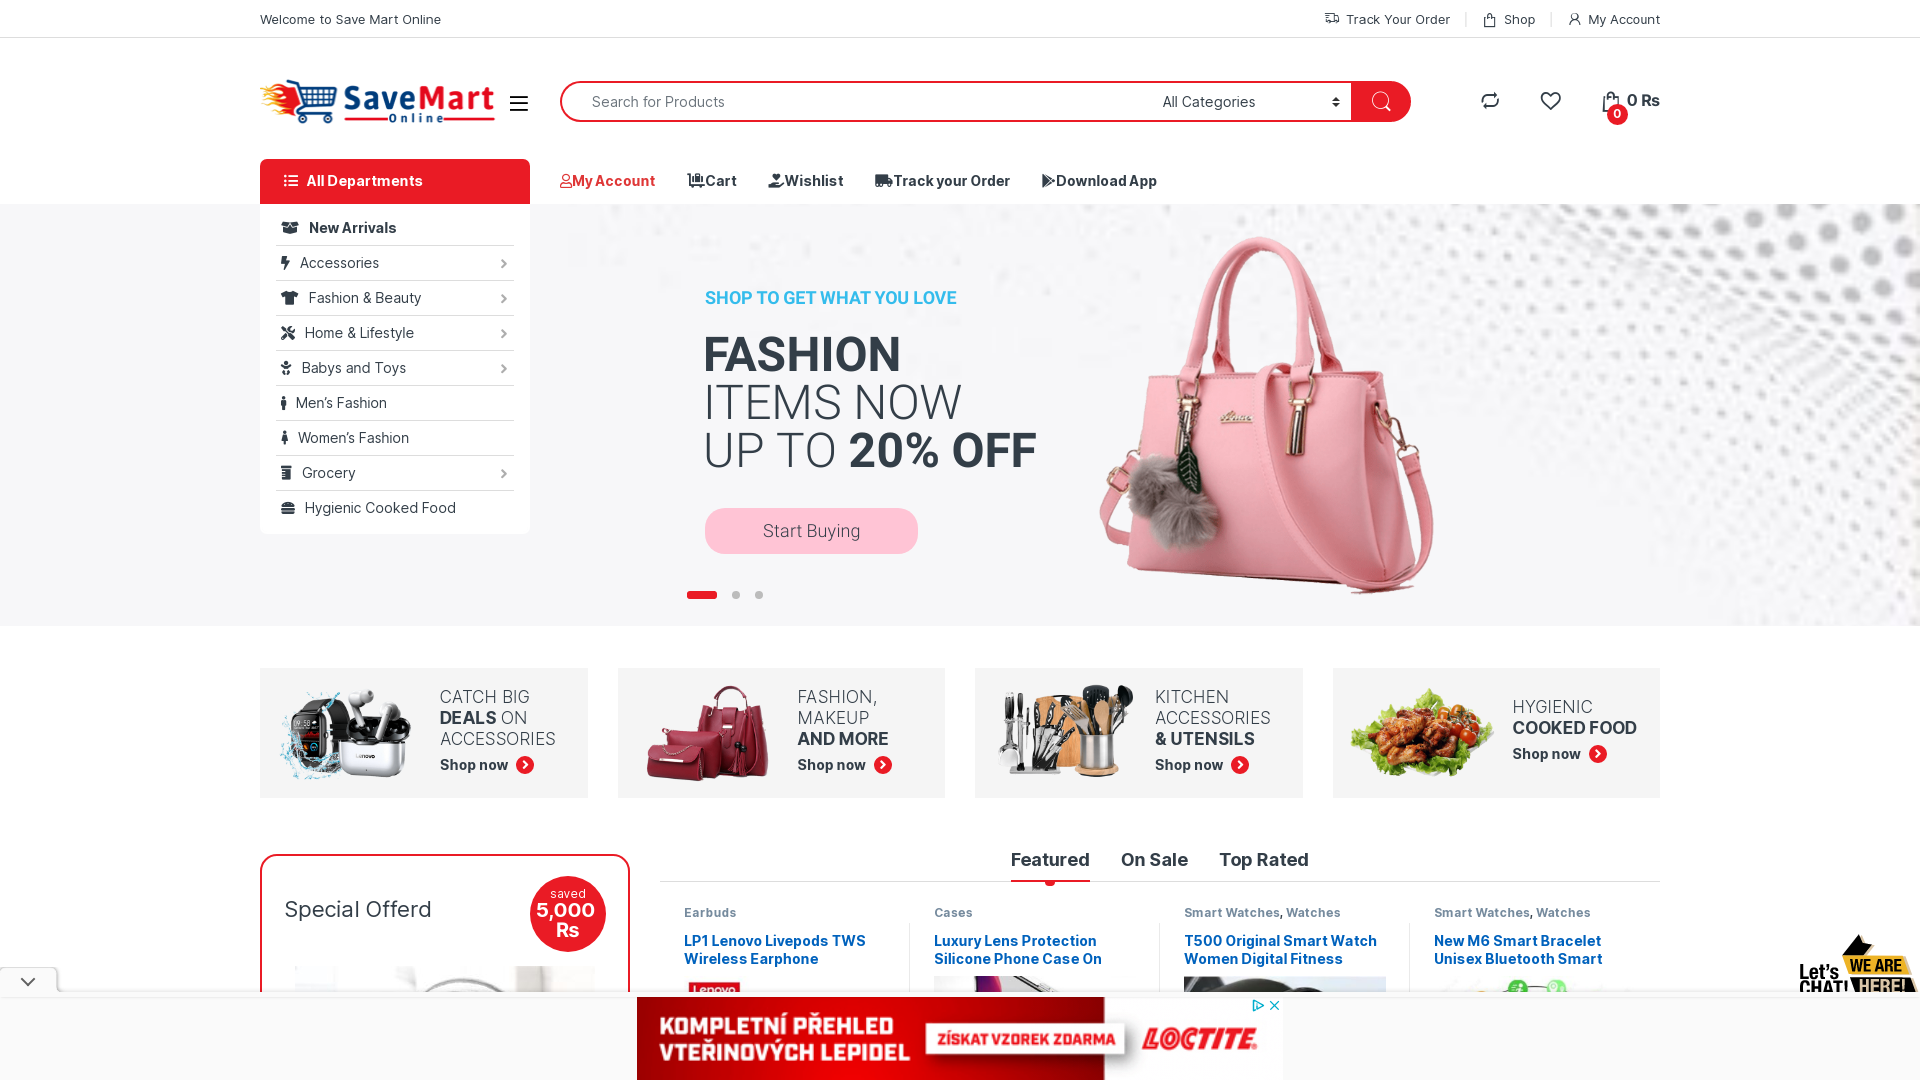 Welcome to Save Mart Online
Track Your Order
Shop
My Account
SaveMart
Online
Search for Products
All Categories
0
0 ₨
All Departments
My Account
Cart
Wishlist
Track your Order
Download App
New Arrivals
Accessories
Fashion & Beauty
Home & Lifestyle
Babys and Toys
Men’s Fashion
Women’s Fashion
Grocery
Hygienic Cooked Food
SHOP TO GET WHAT YOU LOVE
FASHION
ITEMS NOW
UP TO 20% OFF
Start Buying
CATCH BIG
DEALS ON
ACCESSORIES
Shop now
FASHION,
MAKEUP
AND MORE
Shop now
KITCHEN
ACCESSORIES
& UTENSILS
Shop now
HYGIENIC
COOKED FOOD
Shop now
Special Offerd
saved
5,000
₨
Featured
On Sale
Top Rated
Earbuds
LP1 Lenovo Livepods TWS
Wireless Earphone
Lenovo
Cases
Luxury Lens Protection
Silicone Phone Case On
Smart Watches, Watches
T500 Original Smart Watch
Women Digital Fitness
Smart Watches, Watches
New M6 Smart Bracelet
Unisex Bluetooth Smart
Let's
CHAT!
WE ARE
HERE!
KOMPLETNÍ PŘEHLED
VTEŘINOVÝCH LEPIDEL
ZÍSKAT VZOREK ZDARMA
LOCTITE